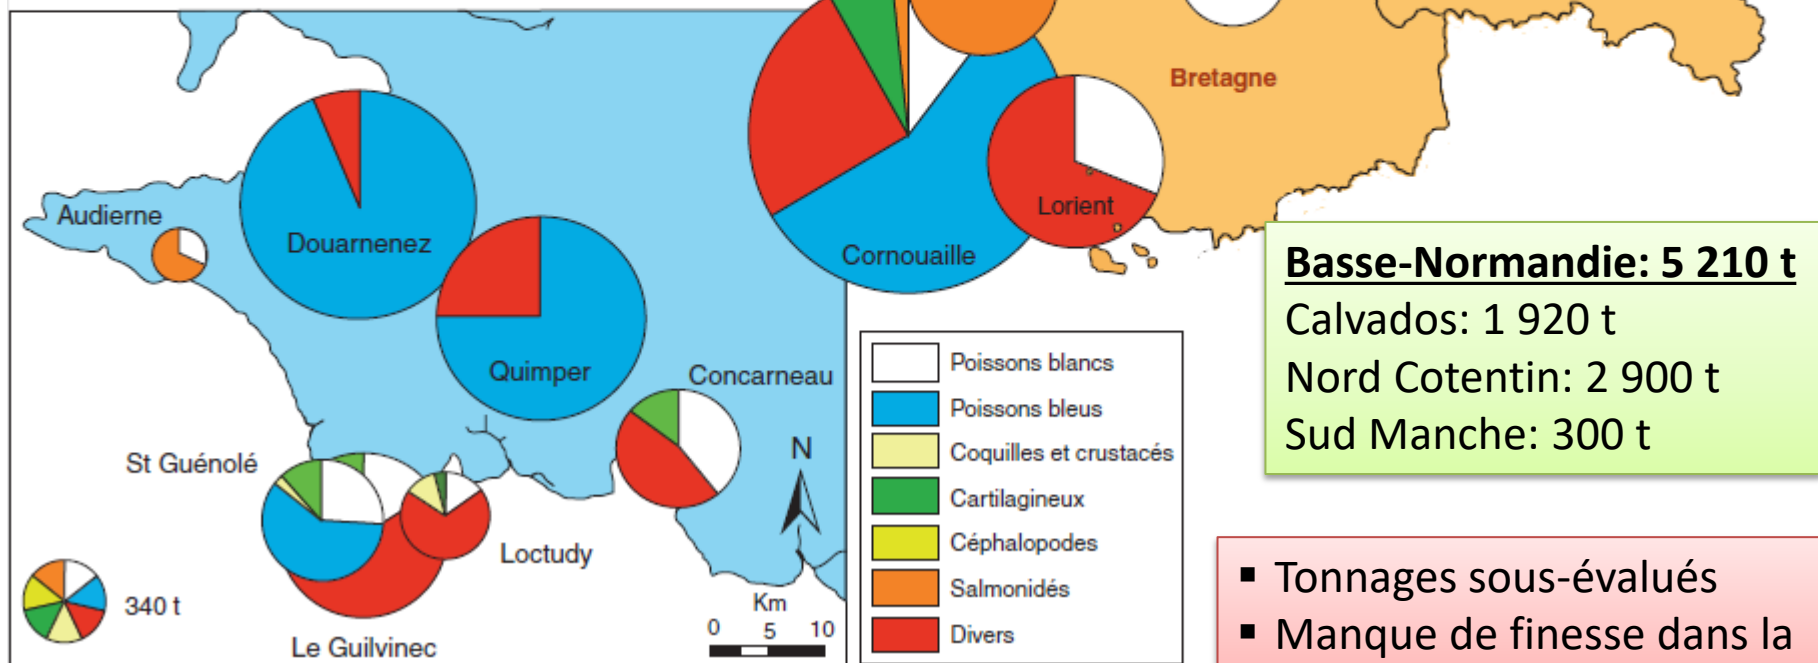 Bretagne
Audierne
Douarnenez
Lorient
Cornouaille
Quimper
Concarneau
St Guénolé
Loctudy
Le Guilvinec
340 t
N
Km
0 5 10
Poissons blancs
Poissons bleus
Coquilles et crustacés
Cartilagineux
Céphalopodes
Salmonidés
Divers
Basse-Normandie: 5 210 t
Calvados: 1 920 t
Nord Cotentin: 2 900 t
Sud Manche: 300 t
▪ Tonnages sous-évalués
▪ Manque de finesse dans la